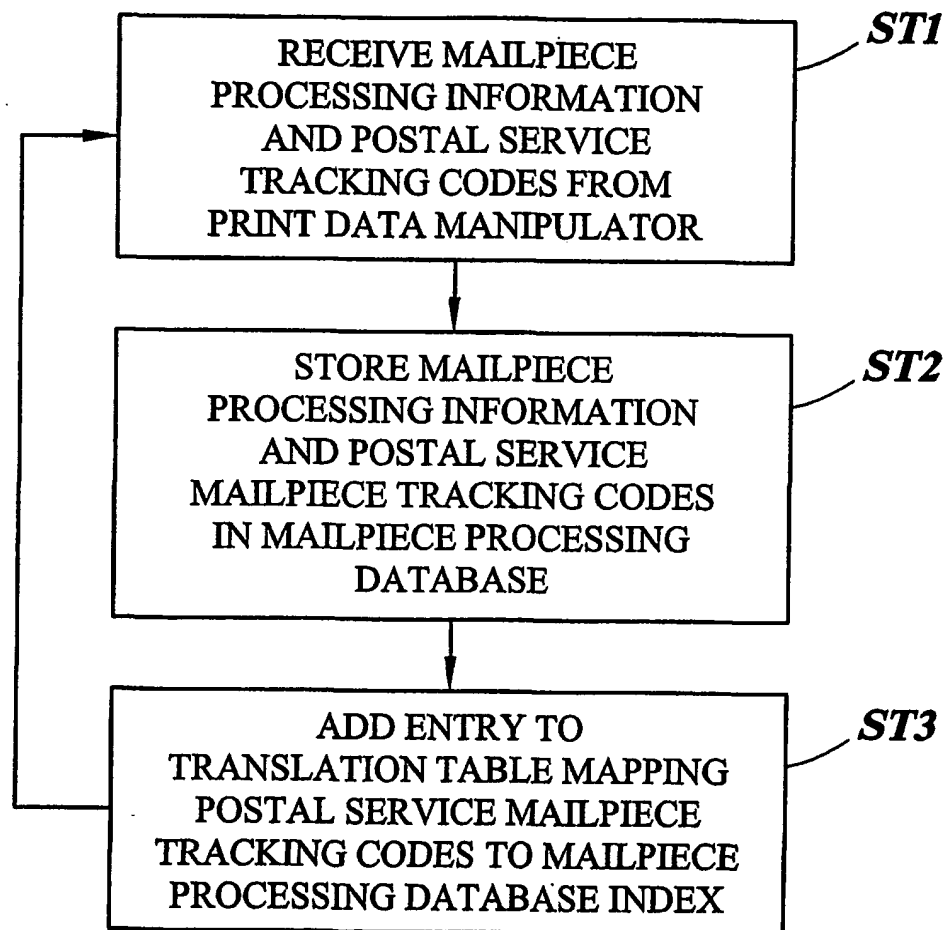 ST1
RECEIVE MAILPIECE
PROCESSING INFORMATION
AND POSTAL SERVICE
TRACKING CODES FROM
PRINT DATA MANIPULATOR
ST2
STORE MAILPIECE
PROCESSING INFORMATION
AND POSTAL SERVICE
MAILPIECE TRACKING CODES
IN MAILPIECE PROCESSING
DATABASE
ST3
ADD ENTRY TO
TRANSLATION TABLE MAPPING
POSTAL SERVICE MAILPIECE
TRACKING CODES TO MAILPIECE
PROCESSING DATABASE INDEX